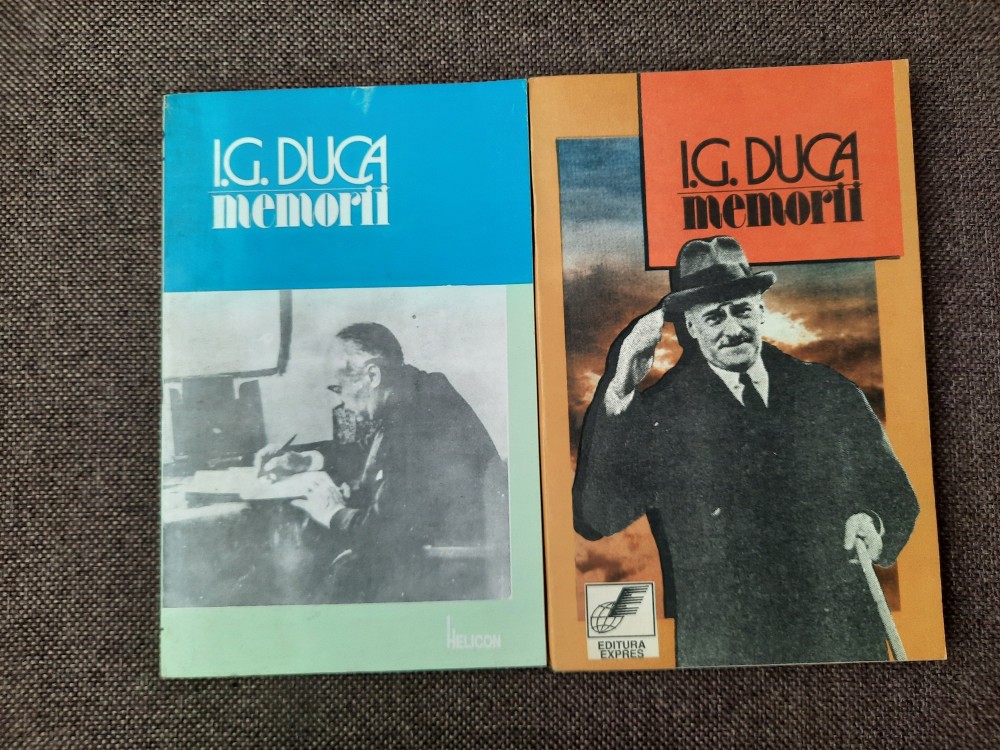 I.G. DUCA
memorii
HELICON
I.G. DUCA
memorii
EDITURA
EXPRES